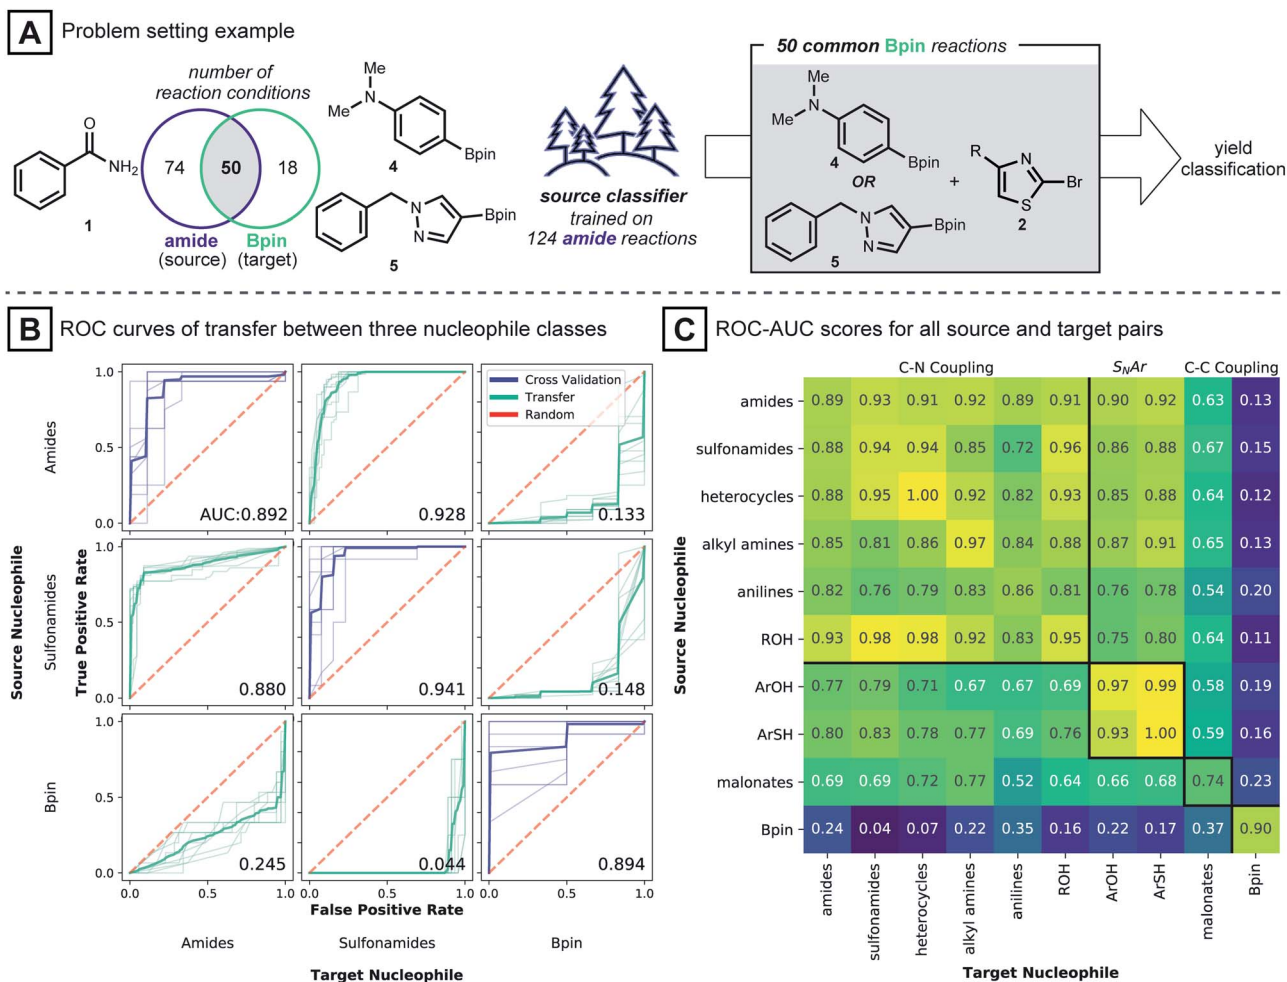 A Problem setting example
number of
reaction conditions
O
NH2
1
74 50 18
amide
(source)
Bpin
(target)
Me
N
Me
Bpin
4
N
N
Bpin
5
source classifier
trained on
124 amide reactions
50 common Bpin reactions
Me
N
Me
Bpin
4
OR
N
N
Bpin
5
+
R
N
S
Br
2
yield
classification
B ROC curves of transfer between three nucleophile classes
Source Nucleophile
True Positive Rate
Amides
1.0
0.5
0.0
AUC:0.892
0.928
Cross Validation
Transfer
Random
0.133
Sulfonamides
1.0
0.5
0.0
0.880
0.941
0.148
Bpin
1.0
0.5
0.0
0.245
0.044
0.894
0.0 0.5 1.0 0.0 0.5 1.0 0.0 0.5 1.0
False Positive Rate
Amides Sulfonamides Bpin
Target Nucleophile
C ROC-AUC scores for all source and target pairs
C-N Coupling SNAr C-C Coupling
Source Nucleophile
amides 0.89 0.93 0.91 0.92 0.89 0.91 0.90 0.92 0.63 0.13
sulfonamides 0.88 0.94 0.94 0.85 0.72 0.96 0.86 0.88 0.67 0.15
heterocycles 0.88 0.95 1.00 0.92 0.82 0.93 0.85 0.88 0.64 0.12
alkyl amines 0.85 0.81 0.86 0.97 0.84 0.88 0.87 0.91 0.65 0.13
anilines 0.82 0.76 0.79 0.83 0.86 0.81 0.76 0.78 0.54 0.20
ROH 0.93 0.98 0.98 0.92 0.83 0.95 0.75 0.80 0.64 0.11
ArOH 0.77 0.79 0.71 0.67 0.67 0.69 0.97 0.99 0.58 0.19
ArSH 0.80 0.83 0.78 0.77 0.69 0.76 0.93 1.00 0.59 0.16
malonates 0.69 0.69 0.72 0.77 0.52 0.64 0.66 0.68 0.74 0.23
Bpin 0.24 0.04 0.07 0.22 0.35 0.16 0.22 0.17 0.37 0.90
amides sulfonamides heterocycles alkyl amines anilines ROH ArOH ArSH malonates Bpin
Target Nucleophile